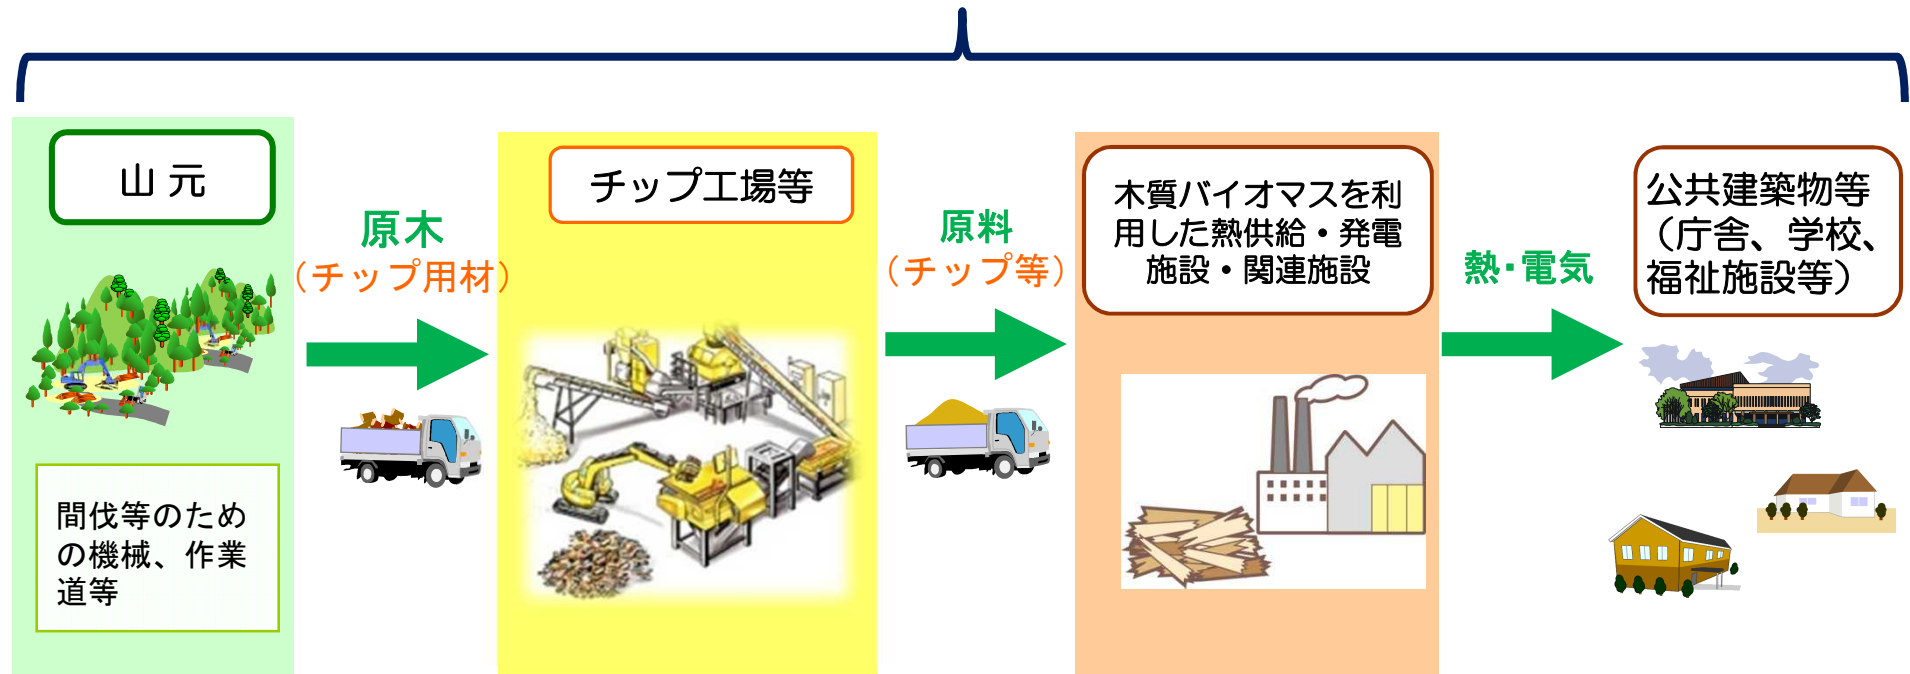 山 元
間伐等のため
の機械、作業
道等
原木
（チップ用材）
チップ工場等
原料
（チップ等）
木質バイオマスを利
用した熱供給・発電
施設・関連施設
熱・電気
公共建築物等
（庁舎、学校、
福祉施設等）